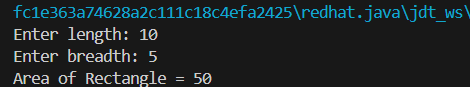 fc1e363a74628a2c111c18c4efa2425\redhat.java\jdt_ws\
Enter length: 10
Enter breadth: 5
Area of Rectangle = 50